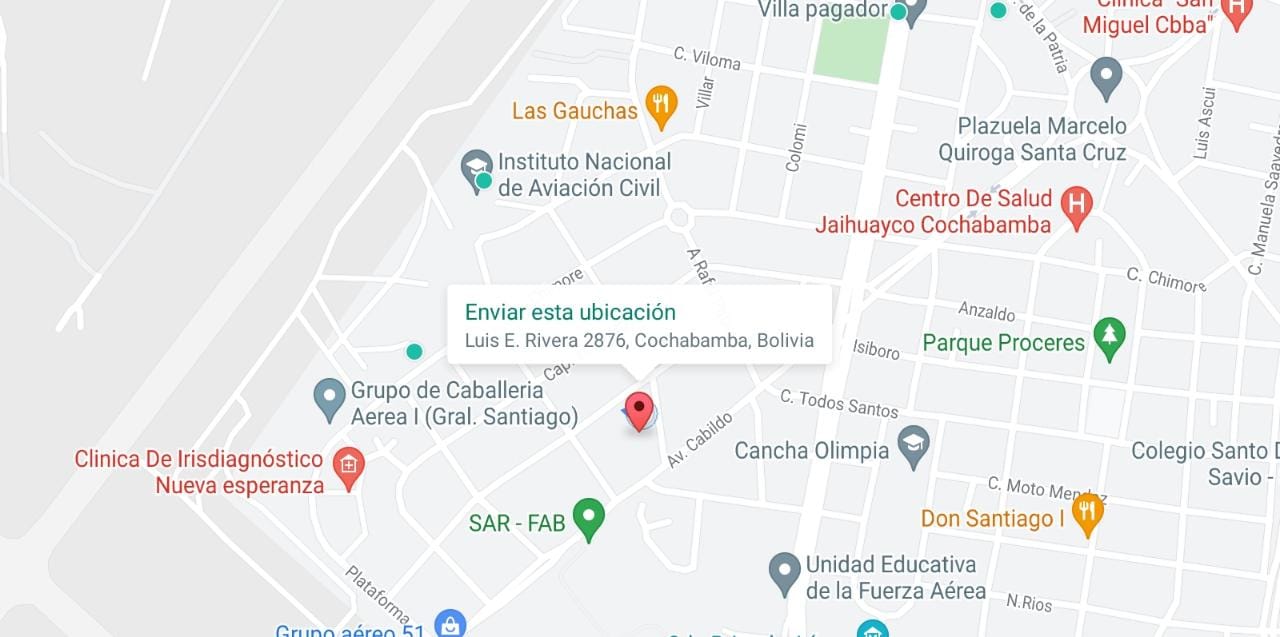 Villa pagador
Clinica "San
Miguel Cbba"
C. Viloma
de la Patria
Villar
Las Gauchas
Luis Ascui
Plazuela Marcelo
Quiroga Santa Cruz
Colomi
Instituto Nacional
de Aviación Civil
Centro De Salud
Jaihuayco Cochabamba
C. Manuela Saavedr
A Raf
C. Chimore
imore
Enviar esta ubicación
Luis E. Rivera 2876, Cochabamba, Bolivia
Anzaldo
Parque Proceres
Isiboro
Cap
Grupo de Caballeria
Aerea I (Gral. Santiago)
C. Todos Santos
Av. Cabildo
Cancha Olimpia
Colegio Santo D
Savio -
Clinica De Irisdiagnóstico
Nueva esperanza
C. Moto Mendez
SAR - FAB
Don Santiago I
Unidad Educativa
de la Fuerza Aérea
Plataforma
N.Rios
Grupo aéreo 51